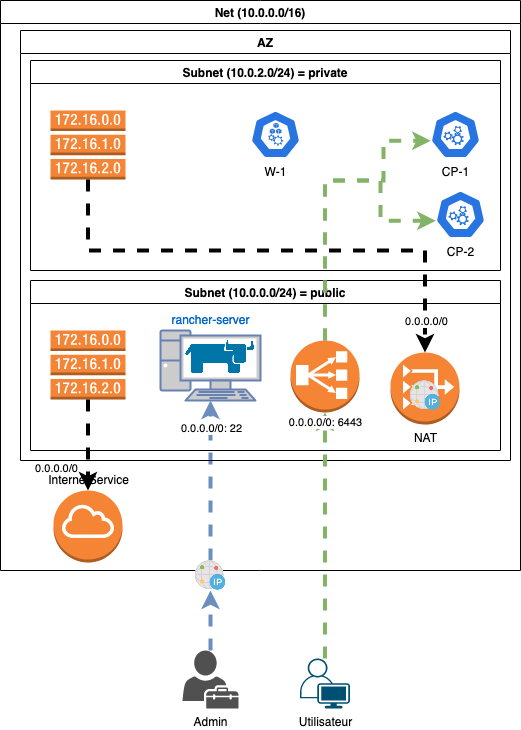 Net (10.0.0.0/16)
AZ
Subnet (10.0.2.0/24) = private
172.16.0.0
172.16.1.0
172.16.2.0
W-1
CP-1
CP-2
Subnet (10.0.0.0/24) = public
172.16.0.0
172.16.1.0
172.16.2.0
rancher-server
0.0.0.0/0: 22
0.0.0.0/0: 6443
0.0.0.0/0
IP
NAT
0.0.0.0/0
Internet Service
IP
Admin
Utilisateur